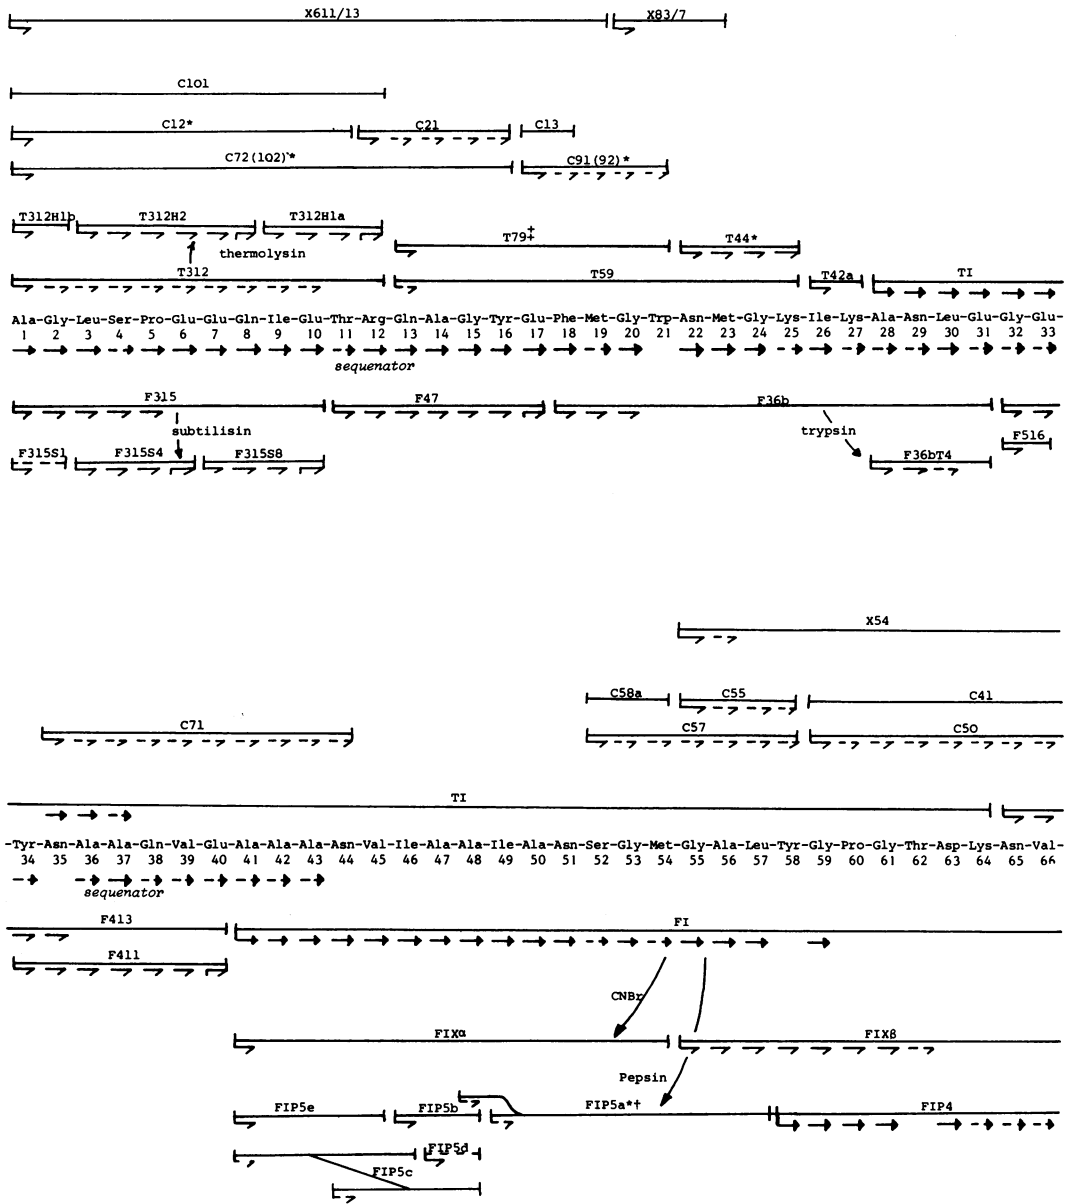 X611/13 X83/7
C101
C12* C21 C13
C72(102)* C91(92)*
T312H1b T312H2 T312H1a
T79‡ T44*
thermolysin
T312 T59 T42a TI
Ala-Gly-Leu-Ser-Pro-Glu-Glu-Gln-Ile-Glu-Thr-Arg-Gln-Ala-Gly-Tyr-Glu-Phe-Met-Gly-Trp-Asn-Met-Gly-Lys-Ile-Lys-Ala-Asn-Leu-Glu-Gly-Glu-
1 2 3 4 5 6 7 8 9 10 11 12 13 14 15 16 17 18 19 20 21 22 23 24 25 26 27 28 29 30 31 32 33
sequenator
F315 F47 F36b
subtilisin trypsin F516
F315S1 F315S4 F315S8 F36bT4
X54
C58a C55 C41
C71 C57 C50
TI
-Tyr-Asn-Ala-Ala-Gln-Val-Glu-Ala-Ala-Ala-Asn-Val-Ile-Ala-Ala-Ile-Ala-Asn-Ser-Gly-Met-Gly-Ala-Leu-Tyr-Gly-Pro-Gly-Thr-Asp-Lys-Asn-Val-
34 35 36 37 38 39 40 41 42 43 44 45 46 47 48 49 50 51 52 53 54 55 56 57 58 59 60 61 62 63 64 65 66
sequenator
F413 FI
F411
CNBr
FIXα FIXβ
Pepsin
FIP5e FIP5b FIP5a*† FIP4
FIP5d
FIP5c